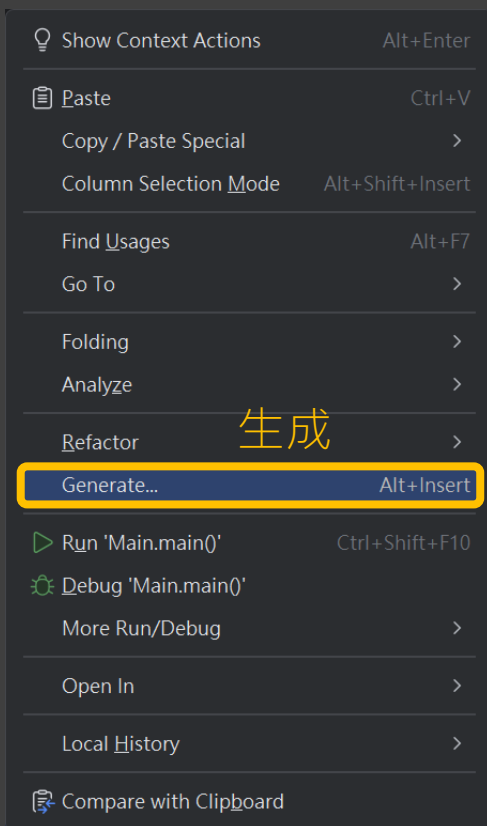 Show Context Actions Alt+Enter
Paste Ctrl+V
Copy / Paste Special
Column Selection Mode Alt+Shift+Insert
Find Usages Alt+F7
Go To
Folding
Analyze
生成
Refactor
Generate... Alt+Insert
Run 'Main.main()' Ctrl+Shift+F10
Debug 'Main.main()'
More Run/Debug
Open In
Local History
Compare with Clipboard